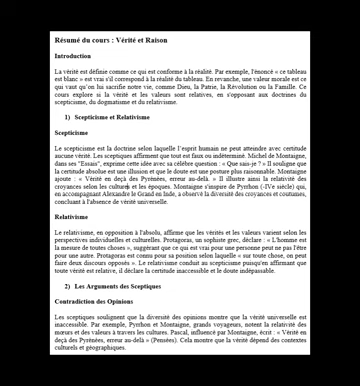 Résumé du cours : Vérité et Raison
Introduction
La vérité est définie comme ce qui est conforme à la réalité. Par exemple, l'énoncé « ce tableau
est blanc » est vrai s'il correspond à la réalité du tableau. En revanche, une valeur morale est ce
qui vaut qu'on lui sacrifie notre vie, comme Dieu, la Patrie, la Révolution ou la Famille. Ce
cours explore si la vérité et les valeurs sont relatives, en s'opposant aux doctrines du
scepticisme, du dogmatisme et du relativisme.
1) Scepticisme et Relativisme
Scepticisme
Le scepticisme est la doctrine selon laquelle l'esprit humain ne peut atteindre avec certitude
aucune vérité. Les sceptiques affirment que tout est faux ou indéterminé. Michel de Montaigne,
dans ses "Essais", exprime cette idée avec sa célèbre question : « Que sais-je ? » Il souligne que
la certitude absolue est une illusion et que le doute est une posture plus raisonnable. Montaigne
ajoute : « Vérité en deçà des Pyrénées, erreur au-delà. » Il illustre ainsi la relativité des
croyances selon les cultures et les époques. Montaigne s'inspire de Pyrrhon (-IVe siècle) qui,
en accompagnant Alexandre le Grand en Inde, a observé la diversité des croyances et coutumes,
concluant à l'absence de vérité universelle.
Relativisme
Le relativisme, en opposition à l'absolu, affirme que les vérités et les valeurs varient selon les
perspectives individuelles et culturelles. Protagoras, un sophiste grec, déclare : « L'homme est
la mesure de toutes choses », suggérant que ce qui est vrai pour une personne peut ne pas l'être
pour une autre. Protagoras est connu pour sa position selon laquelle « sur toute chose, on peut
faire deux discours opposés ». Le relativisme conduit au scepticisme puisqu'en affirmant que
toute vérité est relative, il déclare la certitude inaccessible et le doute indépassable.
2) Les Arguments des Sceptiques
Contradiction des Opinions
Les sceptiques soulignent que la diversité des opinions montre que la vérité universelle est
inaccessible. Par exemple, Pyrrhon et Montaigne, grands voyageurs, notent la relativité des
mœurs et des valeurs à travers les cultures. Pascal, influencé par Montaigne, écrit : « Vérité en
deçà des Pyrénées, erreur au-delà » (Pensées). Cela montre que la vérité dépend des contextes
culturels et géographiques.